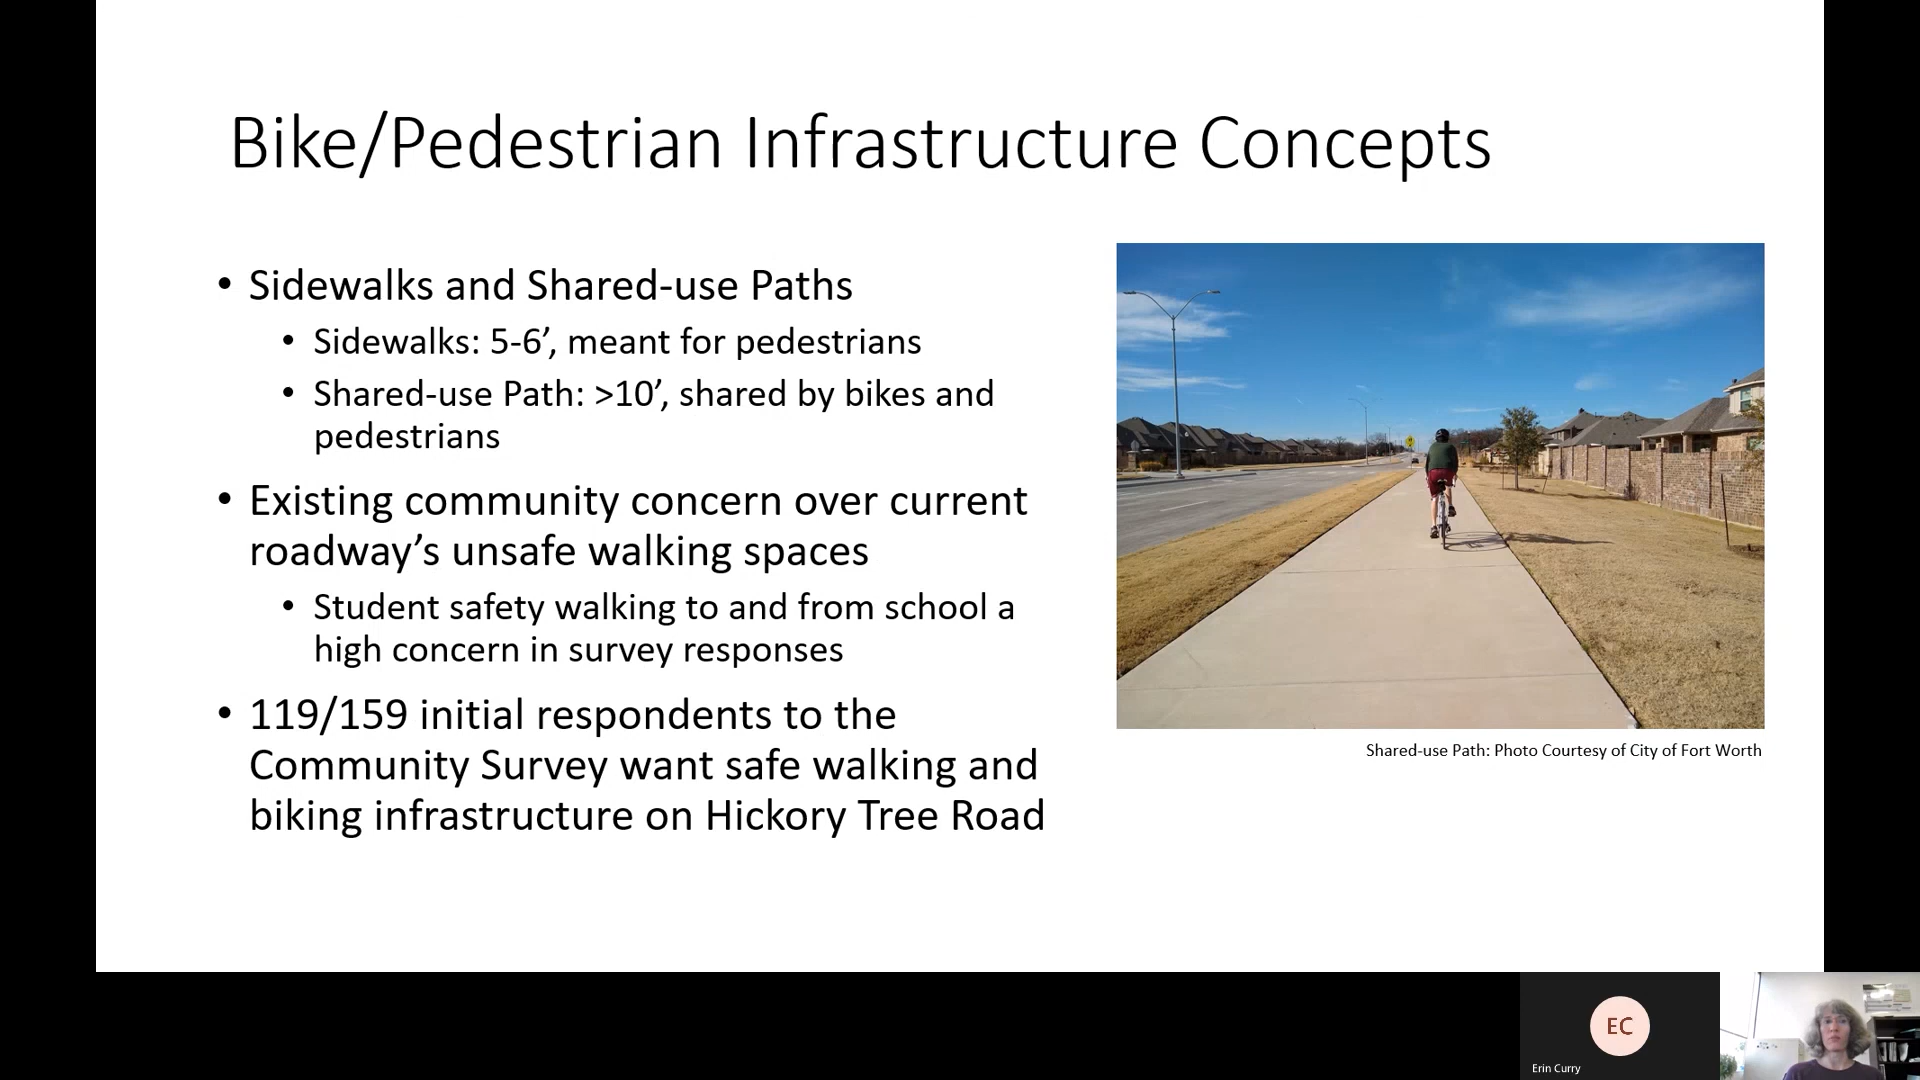 Bike/Pedestrian Infrastructure Concepts
• Sidewalks and Shared-use Paths
• Sidewalks: 5-6’, meant for pedestrians
• Shared-use Path: >10’, shared by bikes and
pedestrians
• Existing community concern over current
roadway’s unsafe walking spaces
• Student safety walking to and from school a
high concern in survey responses
• 119/159 initial respondents to the
Community Survey want safe walking and
biking infrastructure on Hickory Tree Road
Shared-use Path: Photo Courtesy of City of Fort Worth
EC
Erin Curry